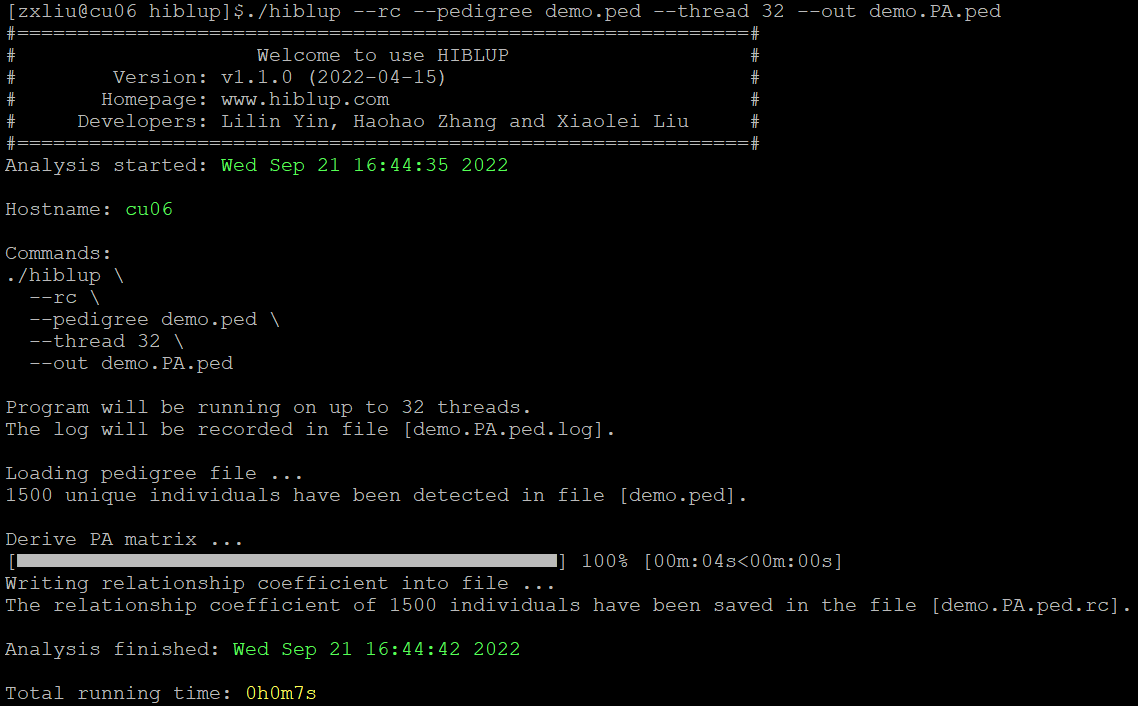 [zxliu@cu06 hiblup]$./hiblup --rc --pedigree demo.ped --thread 32 --out demo.PA.ped
#=============================================================#
#                    Welcome to use HIBLUP                    #
#        Version: v1.1.0 (2022-04-15)                         #
#       Homepage: www.hiblup.com                              #
#     Developers: Lilin Yin, Haohao Zhang and Xiaolei Liu     #
#=============================================================#
Analysis started: Wed Sep 21 16:44:35 2022
Hostname: cu06
Commands:
./hiblup \
  --rc \
  --pedigree demo.ped \
  --thread 32 \
  --out demo.PA.ped
Program will be running on up to 32 threads.
The log will be recorded in file [demo.PA.ped.log].
Loading pedigree file ...
1500 unique individuals have been detected in file [demo.ped].
Derive PA matrix ...
[] 100% [00m:04s<00m:00s]
Writing relationship coefficient into file ...
The relationship coefficient of 1500 individuals have been saved in the file [demo.PA.ped.rc].
Analysis finished: Wed Sep 21 16:44:42 2022
Total running time: 0h0m7s